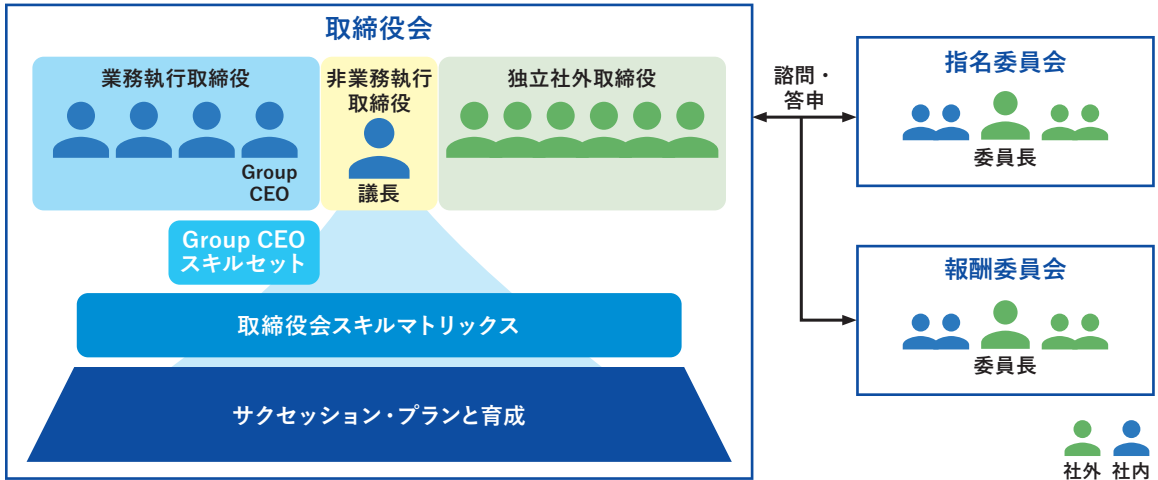 取締役会
業務執行取締役
Group
CEO
非業務執行
取締役
議長
独立社外取締役
Group CEO
スキルセット
取締役会スキルマトリックス
サクセッション・プランと育成
諮問・
答申
指名委員会
委員長
報酬委員会
委員長
社外
社内